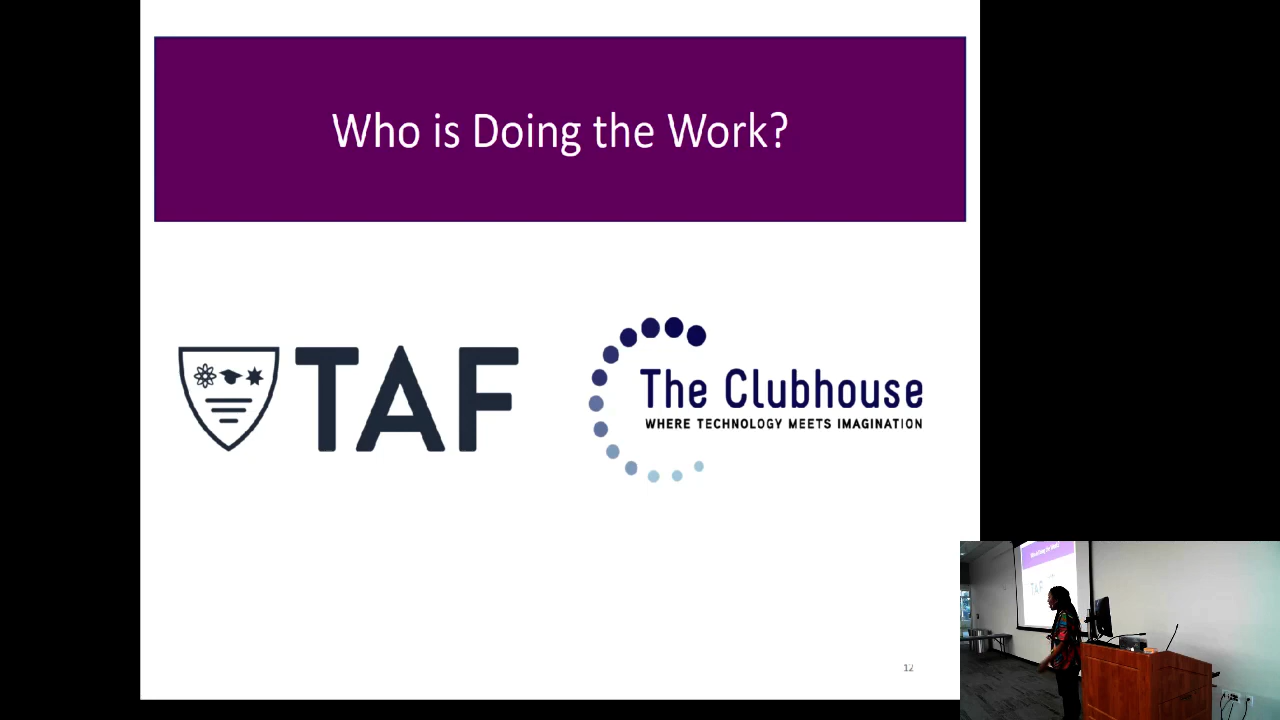 Who is Doing the Work?
TAF
The Clubhouse
WHERE TECHNOLOGY MEETS IMAGINATION
12